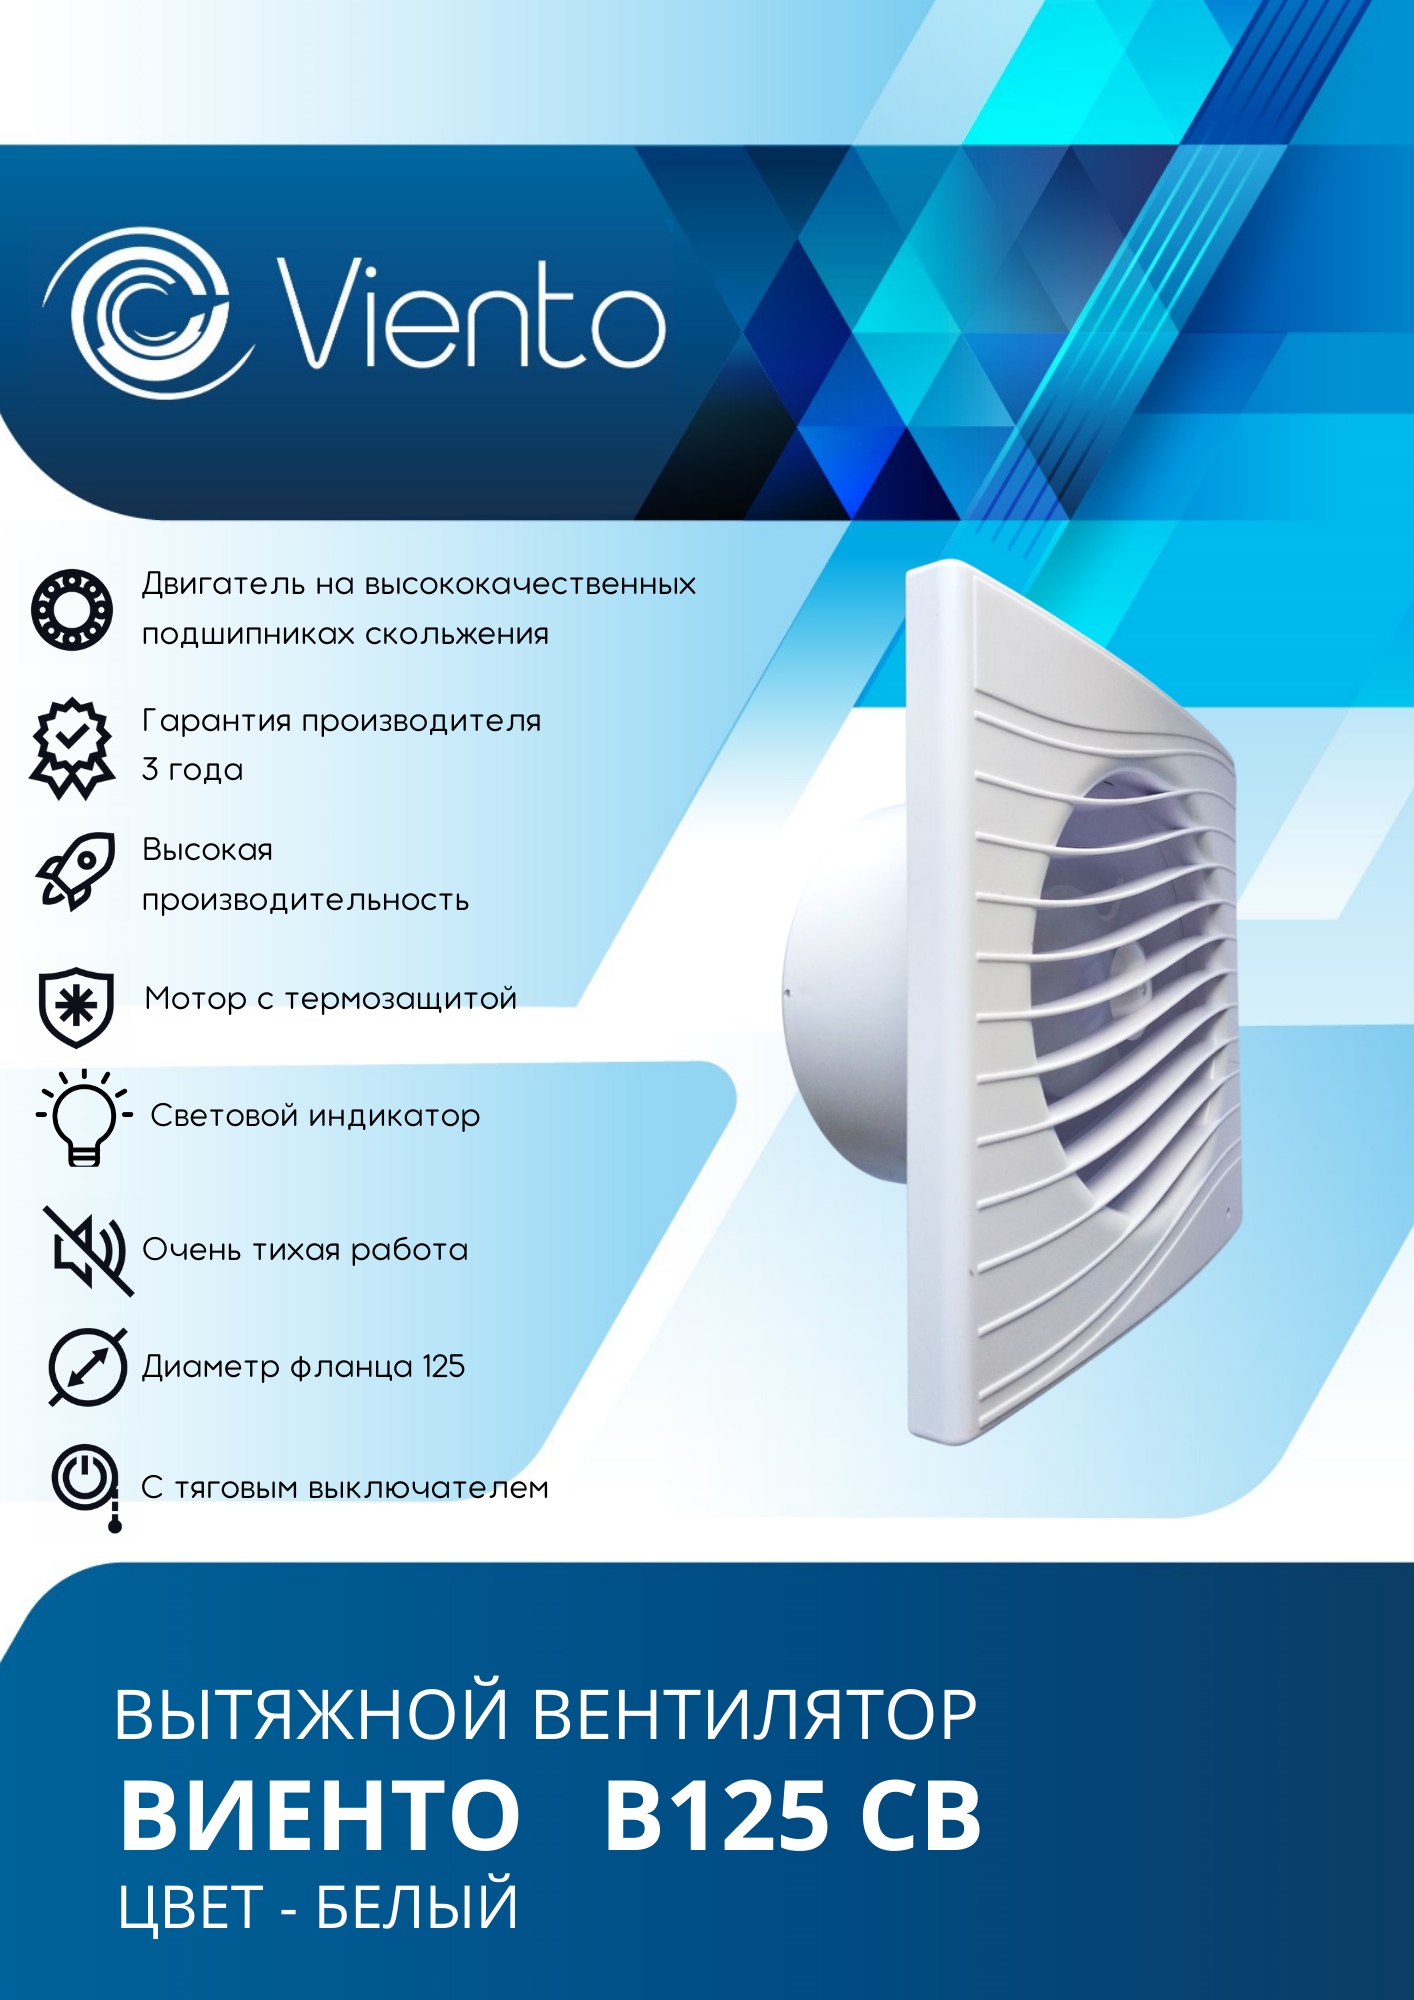 Viento
Двигатель на высококачественных
подшипниках скольжения
Гарантия производителя
3 года
Высокая
производительность
Мотор с термозащитой
Световой индикатор
Очень тихая работа
Диаметр фланца 125
С тяговым выключателем
ВЫТЯЖНОЙ ВЕНТИЛЯТОР
ВИЕНТО В125 СВ
ЦВЕТ - БЕЛЫЙ